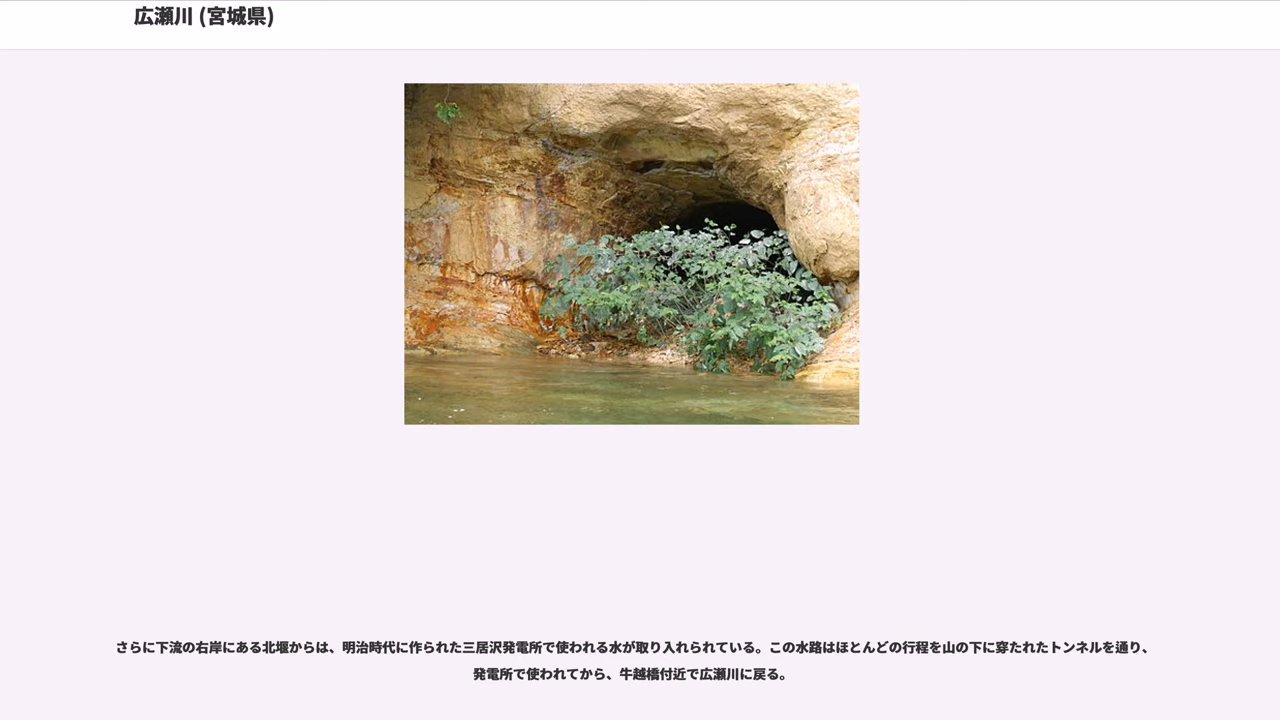 広瀬川 (宮城県)
さらに下流の右岸にある北堰からは、明治時代に作られた三居沢発電所で使われる水が取り入れられている。この水路はほとんどの行程を山の下に穿たれたトンネルを通り、
発電所で使われてから、牛越橋付近で広瀬川に戻る。